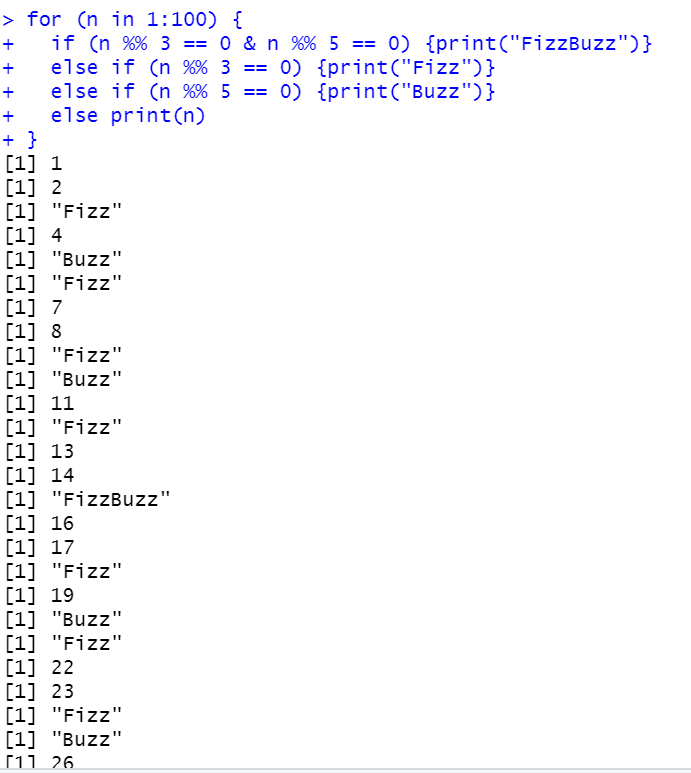 > for (n in 1:100) {
+   if (n %% 3 == 0 & n %% 5 == 0) {print("FizzBuzz")}
+   else if (n %% 3 == 0) {print("Fizz")}
+   else if (n %% 5 == 0) {print("Buzz")}
+   else print(n)
+ }
[1] 1
[1] 2
[1] "Fizz"
[1] 4
[1] "Buzz"
[1] "Fizz"
[1] 7
[1] 8
[1] "Fizz"
[1] "Buzz"
[1] 11
[1] "Fizz"
[1] 13
[1] 14
[1] "FizzBuzz"
[1] 16
[1] 17
[1] "Fizz"
[1] 19
[1] "Buzz"
[1] "Fizz"
[1] 22
[1] 23
[1] "Fizz"
[1] "Buzz"
[1] 26